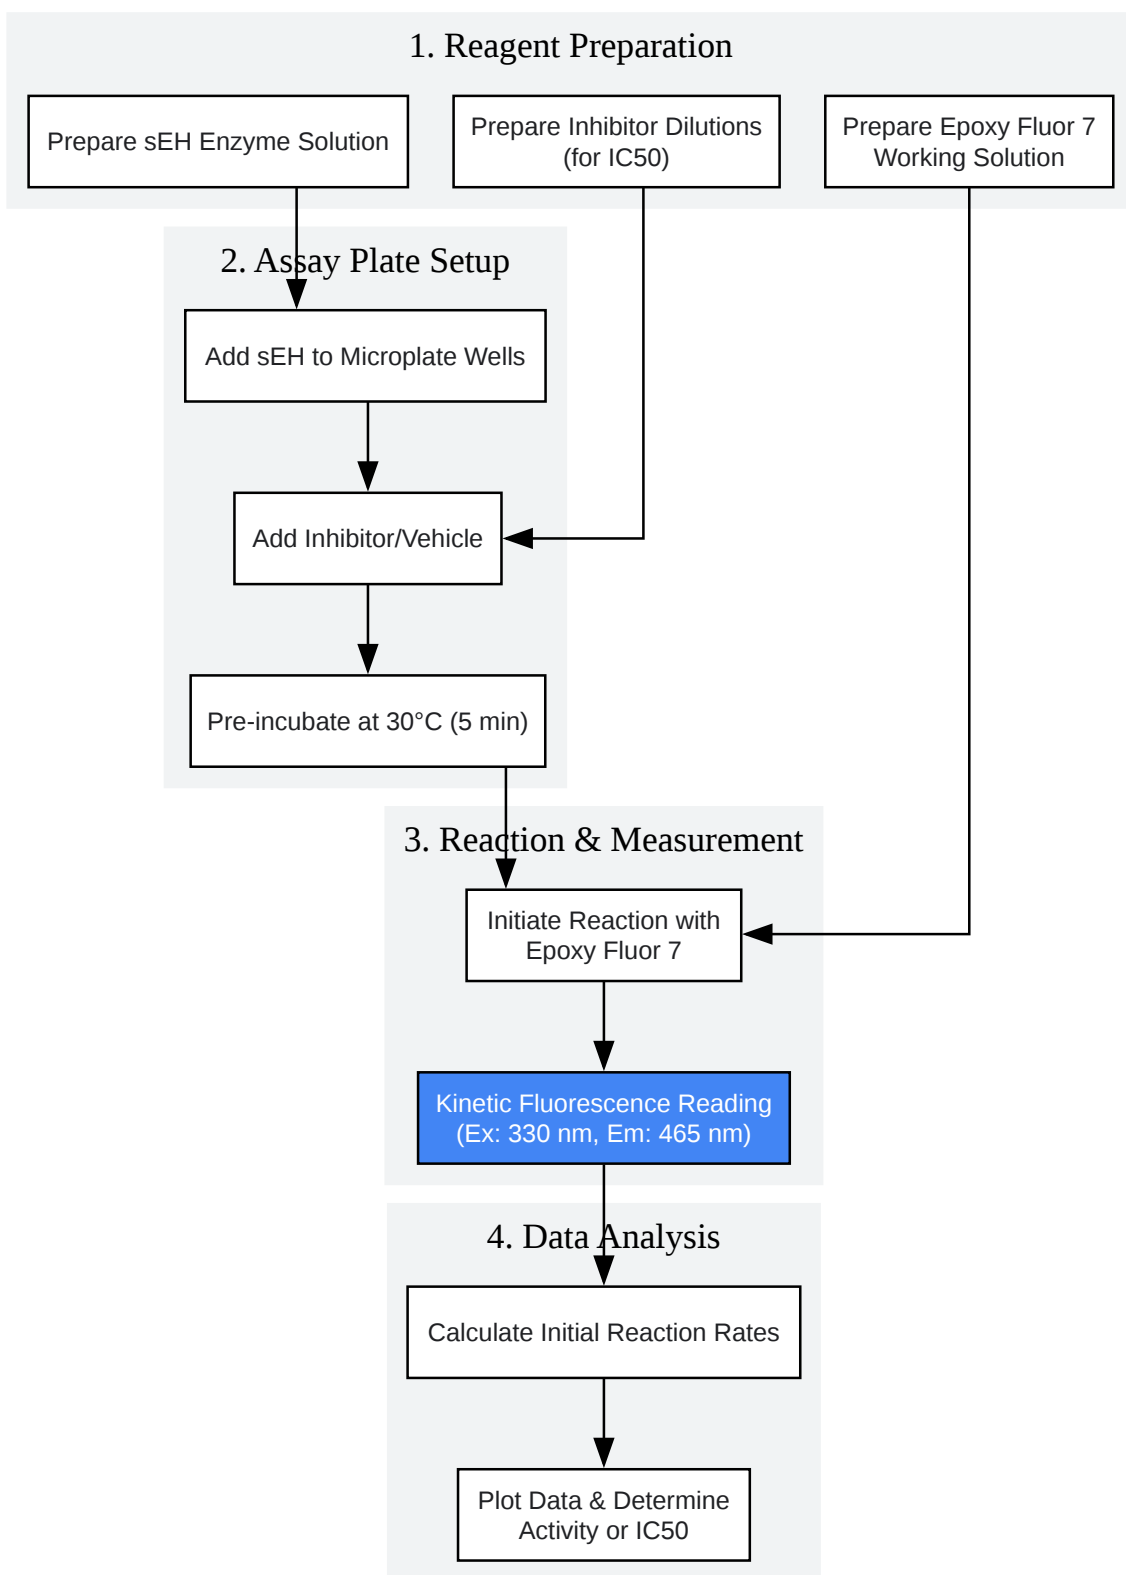 1. Reagent Preparation
Prepare sEH Enzyme Solution
Prepare Inhibitor Dilutions
(for IC50)
Prepare Epoxy Fluor 7
Working Solution
2. Assay Plate Setup
Add sEH to Microplate Wells
Add Inhibitor/Vehicle
Pre-incubate at 30°C (5 min)
3. Reaction & Measurement
Initiate Reaction with
Epoxy Fluor 7
Kinetic Fluorescence Reading
(Ex: 330 nm, Em: 465 nm)
4. Data Analysis
Calculate Initial Reaction Rates
Plot Data & Determine
Activity or IC50